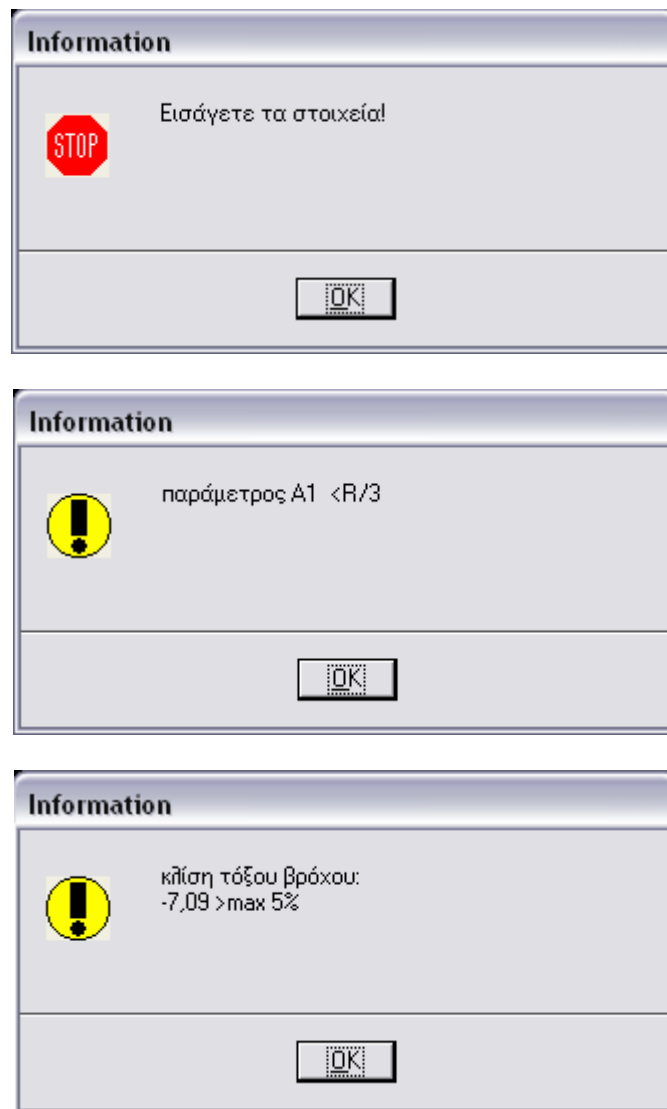 Information
STOP
Εισάγετε τα στοιχεία!
OK
Information
παράμετρος A1 <R/3
OK
Information
κλίση τόξου βρόχου:
-7,09 >max 5%
OK